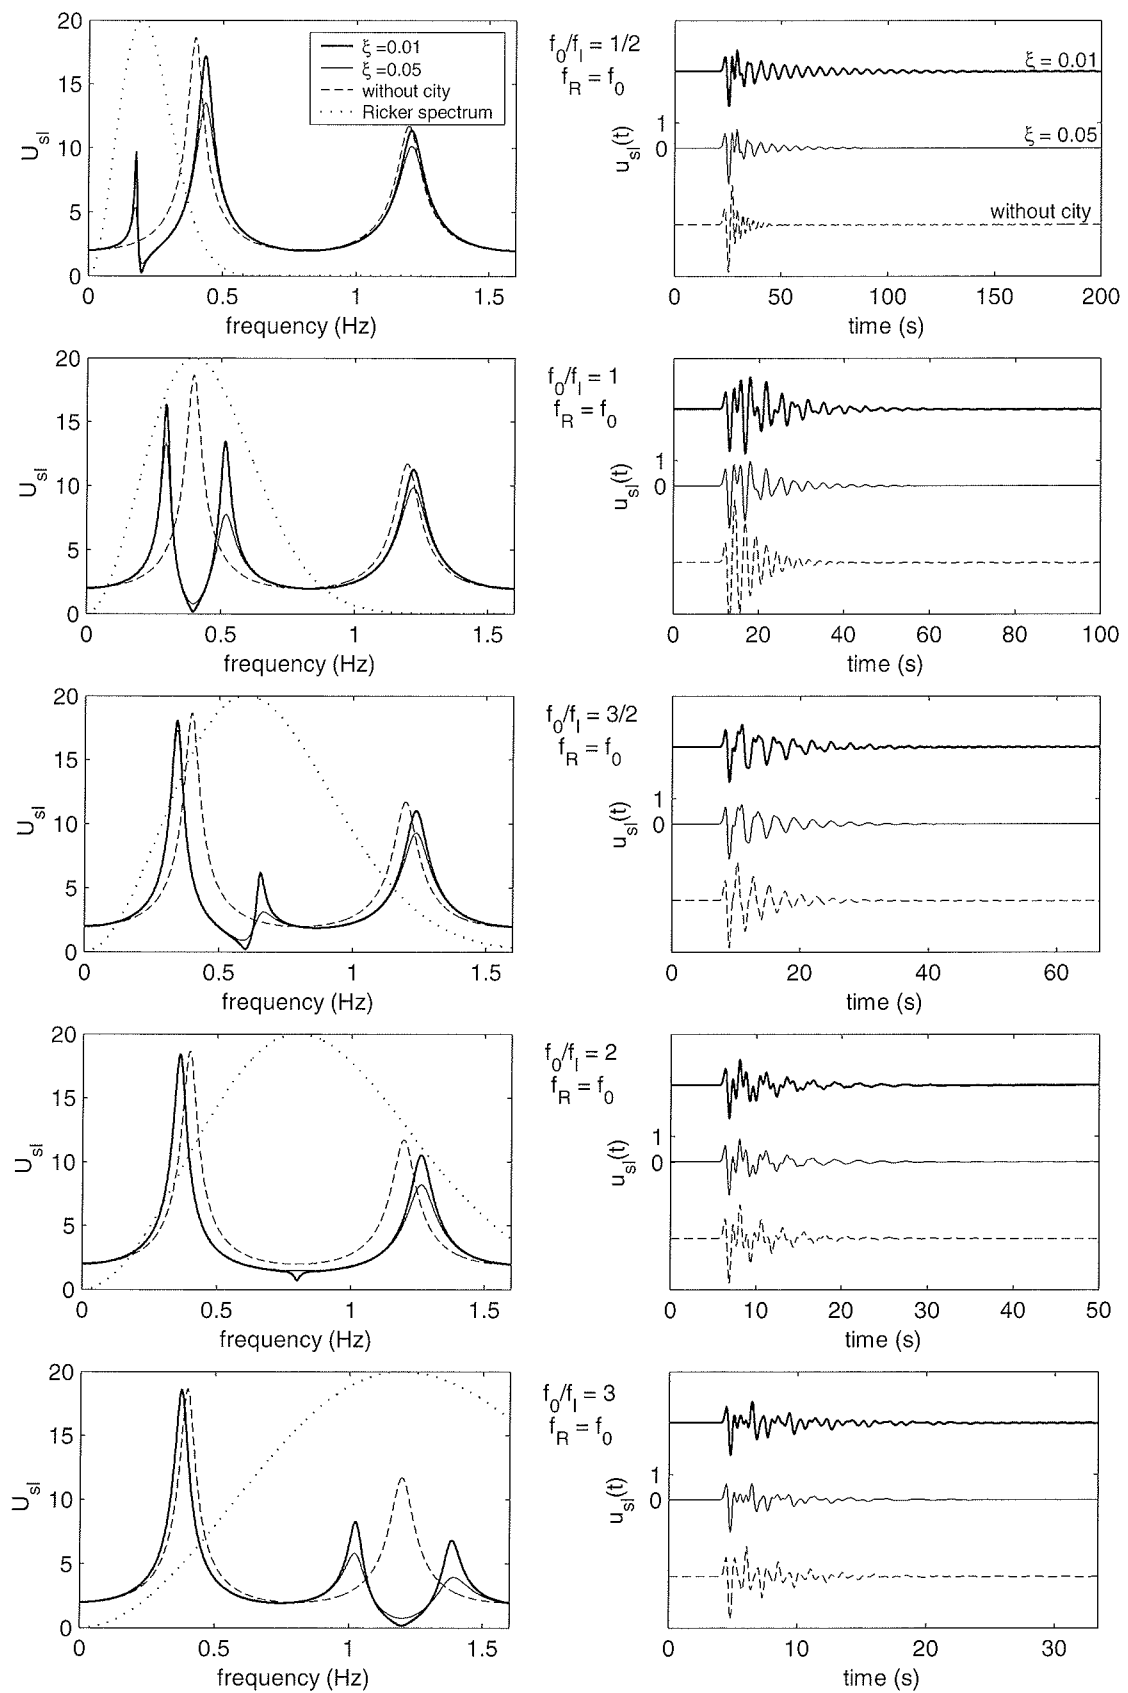 20
15
10
5
0
U_sl
ξ =0.01
ξ =0.05
without city
Ricker spectrum
0 0.5 1 1.5
frequency (Hz)
f_0/f_l = 1/2
f_R = f_0
1
0
u_sl(t)
ξ = 0.01
ξ = 0.05
without city
0 50 100 150 200
time (s)
20
15
10
5
0
U_sl
0 0.5 1 1.5
frequency (Hz)
f_0/f_l = 1
f_R = f_0
1
0
u_sl(t)
0 20 40 60 80 100
time (s)
20
15
10
5
0
U_sl
0 0.5 1 1.5
frequency (Hz)
f_0/f_l = 3/2
f_R = f_0
1
0
u_sl(t)
0 20 40 60
time (s)
20
15
10
5
0
U_sl
0 0.5 1 1.5
frequency (Hz)
f_0/f_l = 2
f_R = f_0
1
0
u_sl(t)
0 10 20 30 40 50
time (s)
20
15
10
5
0
U_sl
0 0.5 1 1.5
frequency (Hz)
f_0/f_l = 3
f_R = f_0
1
0
u_sl(t)
0 10 20 30
time (s)